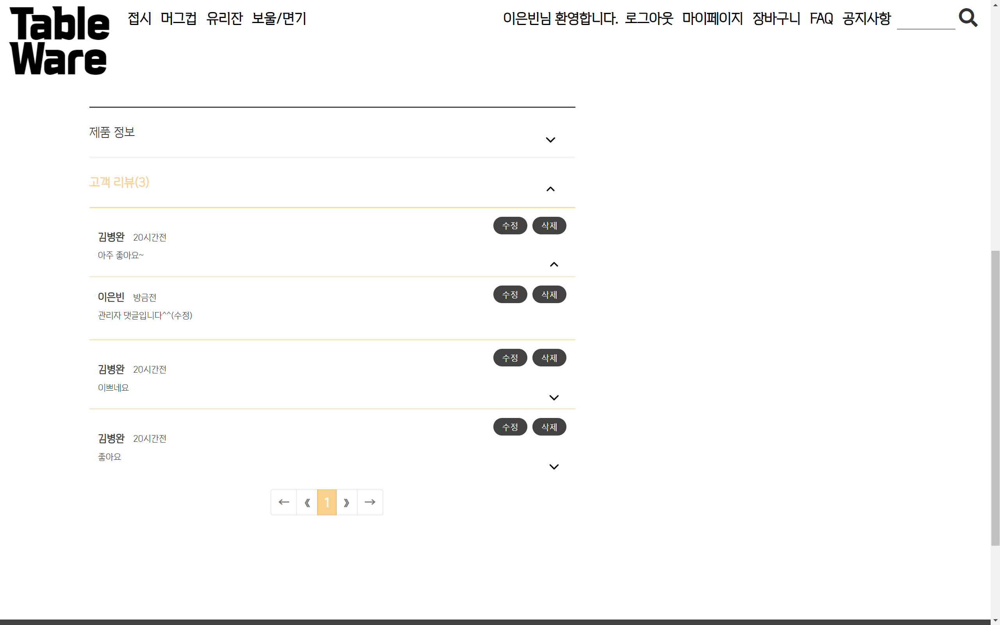 Table
Ware
접시 머그컵 유리잔 보울/면기
이은빈님 환영합니다. 로그아웃 마이페이지 장바구니 FAQ 공지사항
제품 정보
고객 리뷰(3)
수정 삭제
김병완 20시간전
아주 좋아요~
수정 삭제
이은빈 방금전
관리자 댓글입니다^^(수정)
수정 삭제
김병완 20시간전
이쁘네요
수정 삭제
김병완 20시간전
좋아요
← 《 1 》 →